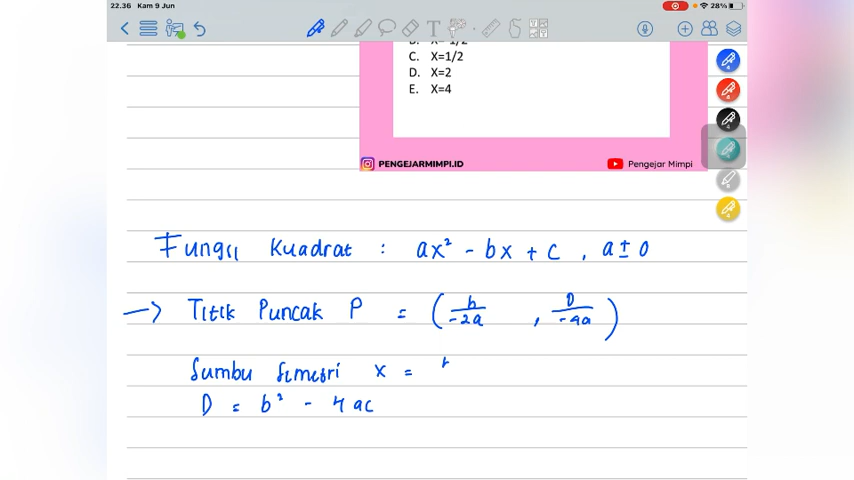 22.36 Kam 9 Jun
28%
C. X=1/2
D. X=2
E. X=4
PENGEJARMIMPI.ID
Pengejar Mimpi
Fungsi Kuadrat : ax² - bx + c , a ± 0
→ Titik Puncak P = ( b/-2a , D/-4a )
Sumbu Simetri x =
D = b² - 4ac